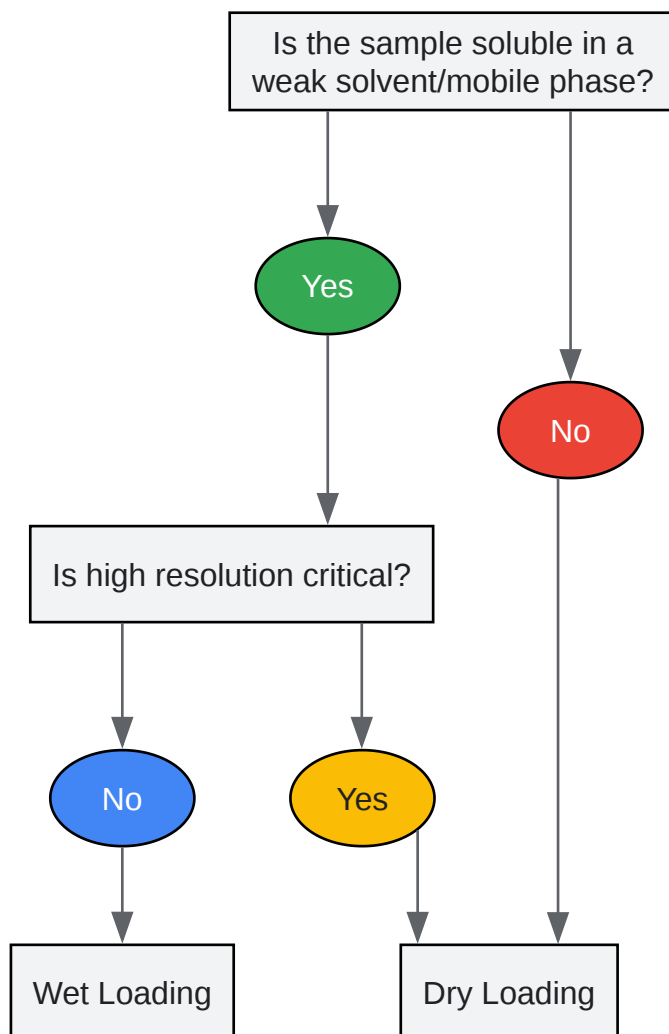 Is the sample soluble in a
weak solvent/mobile phase?
Yes
No
Is high resolution critical?
No
Yes
Wet Loading
Dry Loading